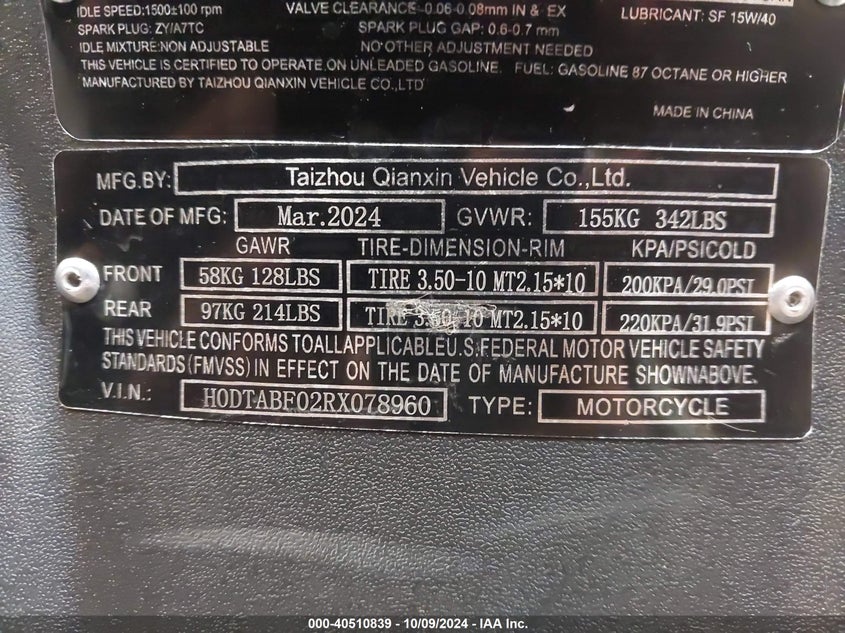 IDLE SPEED:1500±100 rpm VALVE CLEARANCE-0.06-0.08mm IN & EX LUBRICANT: SF 15W/40
SPARK PLUG: ZY/A7TC SPARK PLUG GAP: 0.6-0.7 mm
IDLE MIXTURE:NON ADJUSTABLE NO OTHER ADJUSTMENT NEEDED
THIS VEHICLE IS CERTIFIED TO OPERATE ON UNLEADED GASOLINE. FUEL: GASOLINE 87 OCTANE OR HIGHER
MANUFACTURED BY TAIZHOU QIANXIN VEHICLE CO.,LTD
MADE IN CHINA
MFG.BY: Taizhou Qianxin Vehicle Co.,Ltd.
DATE OF MFG: Mar.2024 GVWR: 155KG 342LBS
GAWR TIRE-DIMENSION-RIM KPA/PSICOLD
FRONT 58KG 128LBS TIRE 3.50-10 MT2.15*10 200KPA/29.0PSI
REAR 97KG 214LBS TIRE 3.50-10 MT2.15*10 220KPA/31.9PSI
THIS VEHICLE CONFORMS TOALLAPPLICABLEU.S.FEDERAL MOTOR VEHICLE SAFETY
STANDARDS(FMVSS)IN EFFECT ON THE DATE OF MANUFACTURE SHOWNABOVE.
V.I.N.: H0DTABF02RX078960 TYPE: MOTORCYCLE
000-40510839 - 10/09/2024 - IAA Inc.